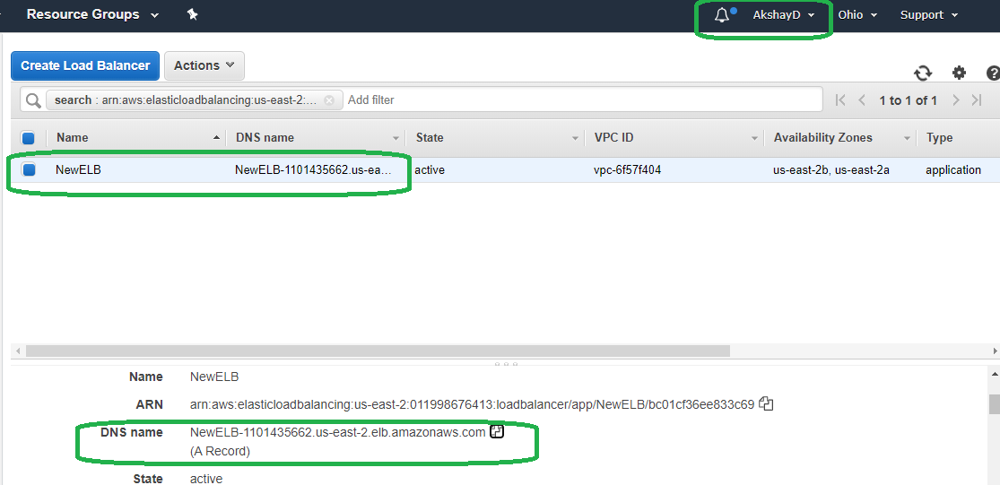 Resource Groups AkshayD Ohio Support
Create Load Balancer Actions
search : arn:aws:elasticloadbalancing:us-east-2:... Add filter 1 to 1 of 1
Name DNS name State VPC ID Availability Zones Type
NewELB NewELB-1101435662.us-ea... active vpc-6f57f404 us-east-2b, us-east-2a application
Name NewELB
ARN arn:aws:elasticloadbalancing:us-east-2:011998676413:loadbalancer/app/NewELB/bc01cf36ee833c69
DNS name NewELB-1101435662.us-east-2.elb.amazonaws.com
(A Record)
State active